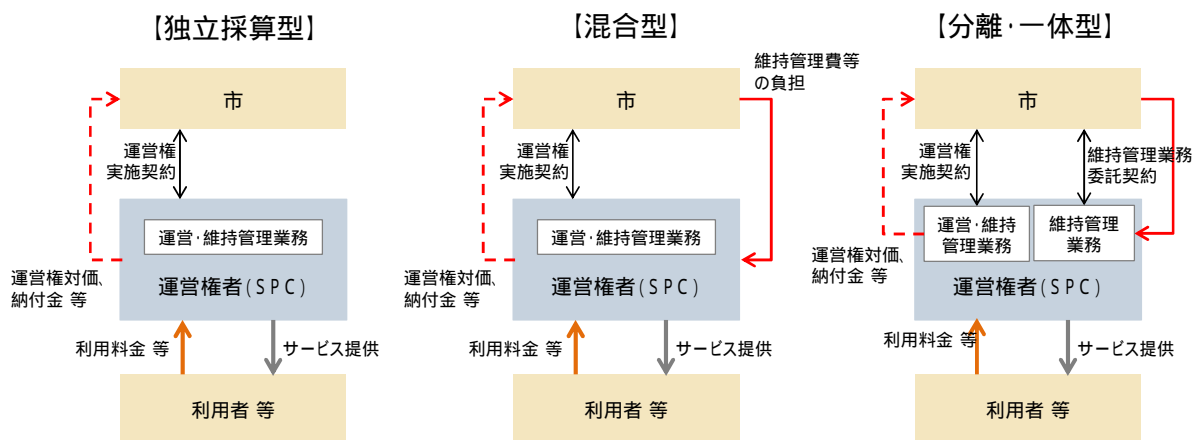 【独立採算型】
市
運営権
実施契約
運営・維持管理業務
運営権対価、
納付金 等
運営権者(SPC)
利用料金 等
サービス提供
利用者 等
【混合型】
維持管理費等
の負担
市
運営権
実施契約
運営・維持管理業務
運営権対価、
納付金 等
運営権者(SPC)
利用料金 等
サービス提供
利用者 等
【分離・一体型】
市
運営権
実施契約
維持管理業務
委託契約
運営・維持
管理業務
維持管理
業務
運営権対価、
納付金 等
運営権者(SPC)
利用料金 等
サービス提供
利用者 等